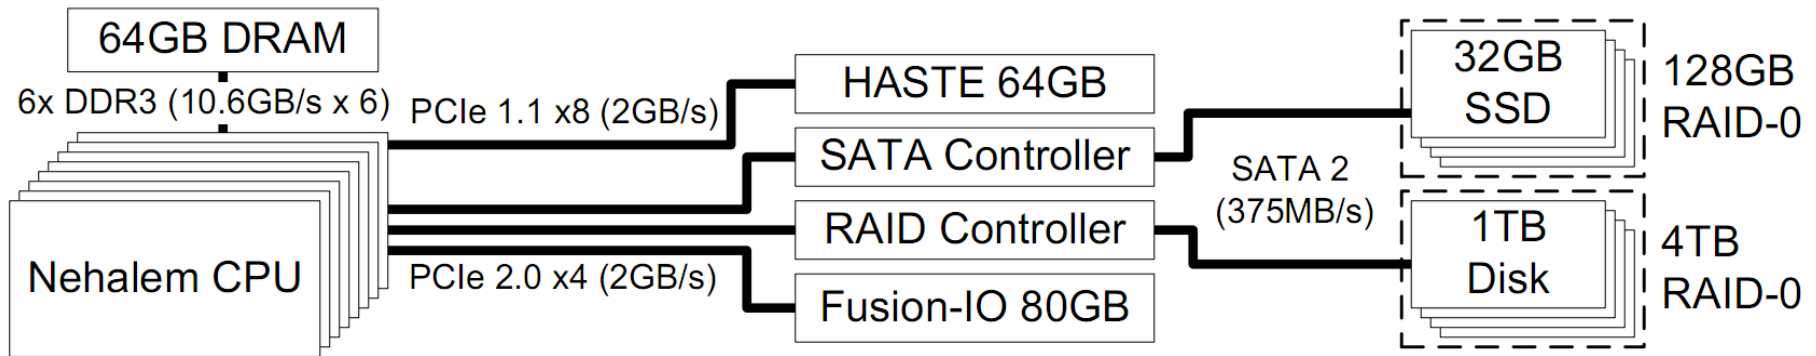 64GB DRAM
6x DDR3 (10.6GB/s x 6)
Nehalem CPU
PCIe 1.1 x8 (2GB/s)
PCIe 2.0 x4 (2GB/s)
HASTE 64GB
SATA Controller
RAID Controller
Fusion-IO 80GB
SATA 2
(375MB/s)
32GB
SSD
128GB
RAID-0
1TB
Disk
4TB
RAID-0